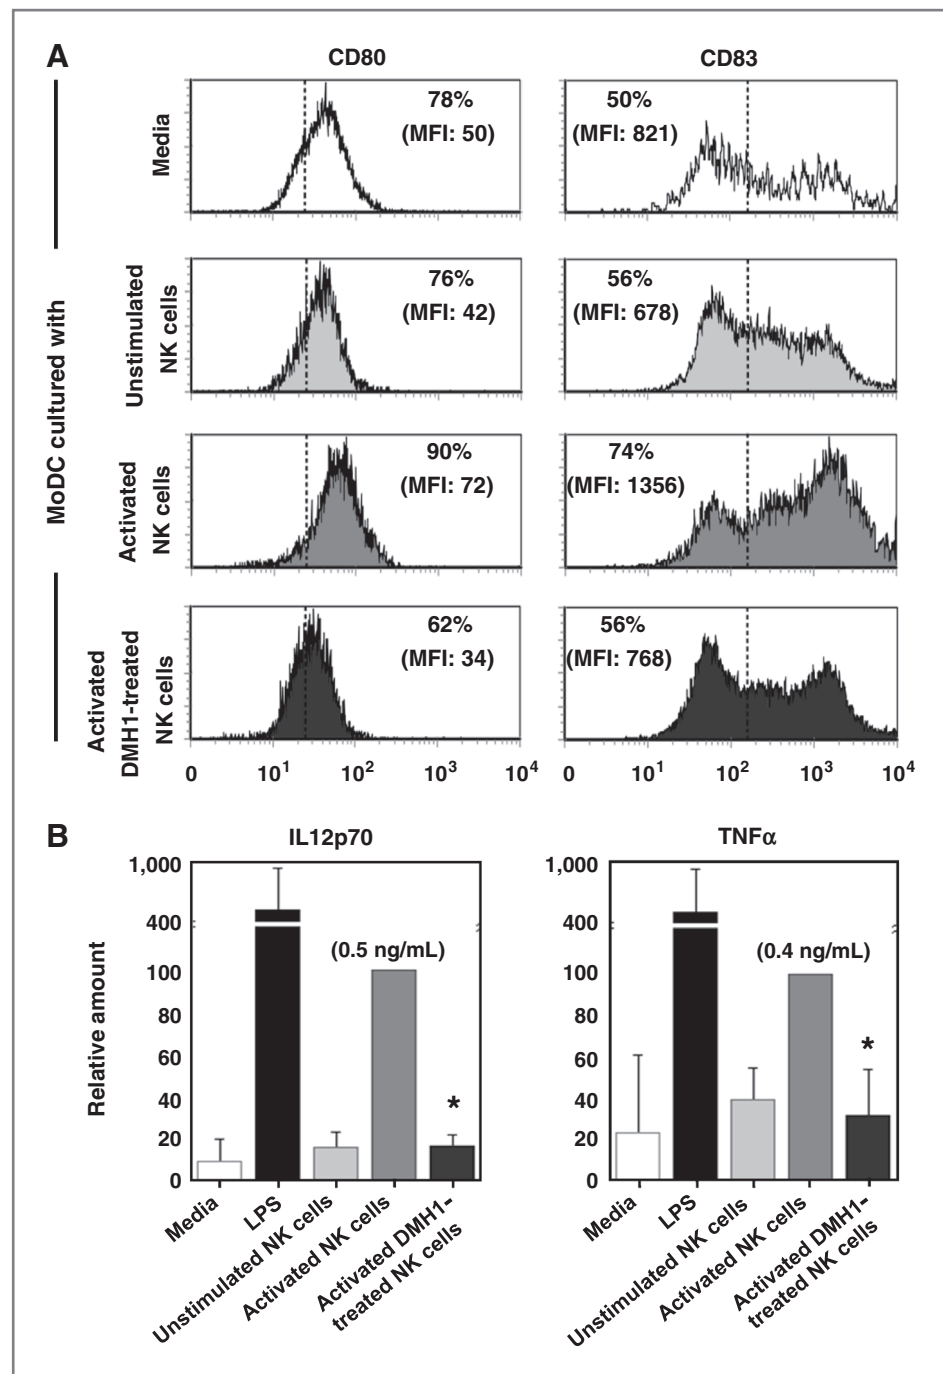 A
CD80
CD83
MoDC cultured with
Media
78%
(MFI: 50)
50%
(MFI: 821)
Unstimulated
NK cells
76%
(MFI: 42)
56%
(MFI: 678)
Activated
NK cells
90%
(MFI: 72)
74%
(MFI: 1356)
Activated
DMH1-treated
NK cells
62%
(MFI: 34)
56%
(MFI: 768)
0 10¹ 10² 10³ 10⁴
0 10¹ 10² 10³ 10⁴
B
IL12p70
Relative amount
1,000
400
100
80
60
40
20
0
(0.5 ng/mL)
*
Media
LPS
Unstimulated NK cells
Activated NK cells
Activated DMH1-
treated NK cells
TNFα
1,000
400
100
80
60
40
20
0
(0.4 ng/mL)
*
Media
LPS
Unstimulated NK cells
Activated NK cells
Activated DMH1-
treated NK cells